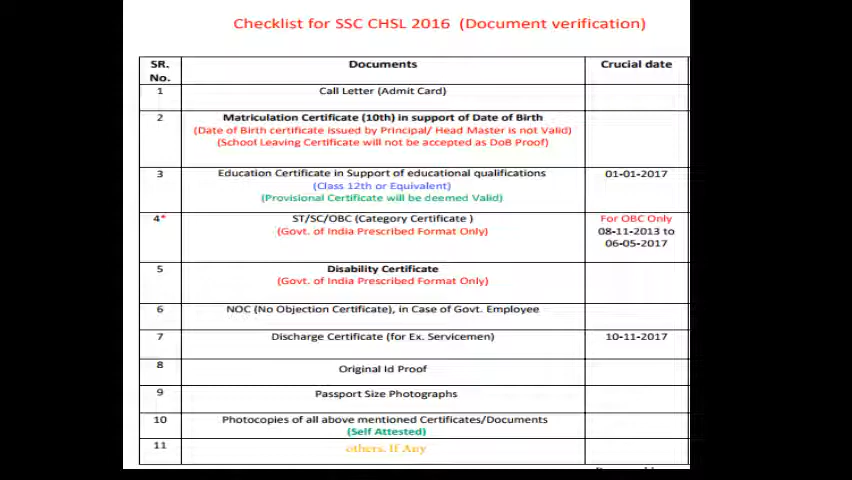 Checklist for SSC CHSL 2016 (Document verification)
SR. No. Documents Crucial date
1 Call Letter (Admit Card)
2 Matriculation Certificate (10th) in support of Date of Birth
(Date of Birth certificate issued by Principal/ Head Master is not Valid)
(School Leaving Certificate will not be accepted as DoB Proof)
3 Education Certificate in Support of educational qualifications 01-01-2017
(Class 12th or Equivalent)
(Provisional Certificate will be deemed Valid)
4* ST/SC/OBC (Category Certificate ) For OBC Only
(Govt. of India Prescribed Format Only) 08-11-2013 to
06-05-2017
5 Disability Certificate
(Govt. of India Prescribed Format Only)
6 NOC (No Objection Certificate), in Case of Govt. Employee
7 Discharge Certificate (for Ex. Servicemen) 10-11-2017
8 Original Id Proof
9 Passport Size Photographs
10 Photocopies of all above mentioned Certificates/Documents
(Self Attested)
11 others. If Any